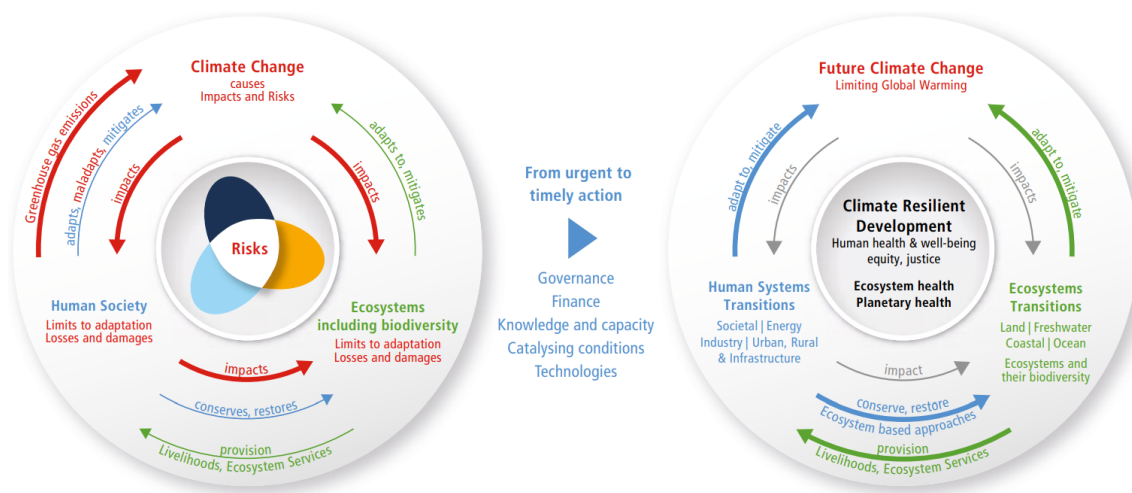 Climate Change
causes
Impacts and Risks
Greenhouse gas emissions
adapts, maladapts, mitigates
impacts
impacts
adapts to, mitigates
Risks
Human Society
Limits to adaptation
Losses and damages
Ecosystems
including biodiversity
Limits to adaptation
Losses and damages
impacts
conserves, restores
provision
Livelihoods, Ecosystem Services
From urgent to
timely action
Governance
Finance
Knowledge and capacity
Catalysing conditions
Technologies
Future Climate Change
Limiting Global Warming
adapt to, mitigate
impacts
impacts
adapt to, mitigate
Climate Resilient
Development
Human health & well-being
equity, justice
Ecosystem health
Planetary health
Human Systems
Transitions
Societal | Energy
Industry | Urban, Rural
& Infrastructure
Ecosystems
Transitions
Land | Freshwater
Coastal | Ocean
Ecosystems and
their biodiversity
impact
conserve, restore
Ecosystem based approaches
provision
Livelihoods, Ecosystem Services